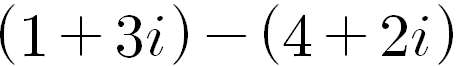 (1 + 3i) − (4 + 2i)